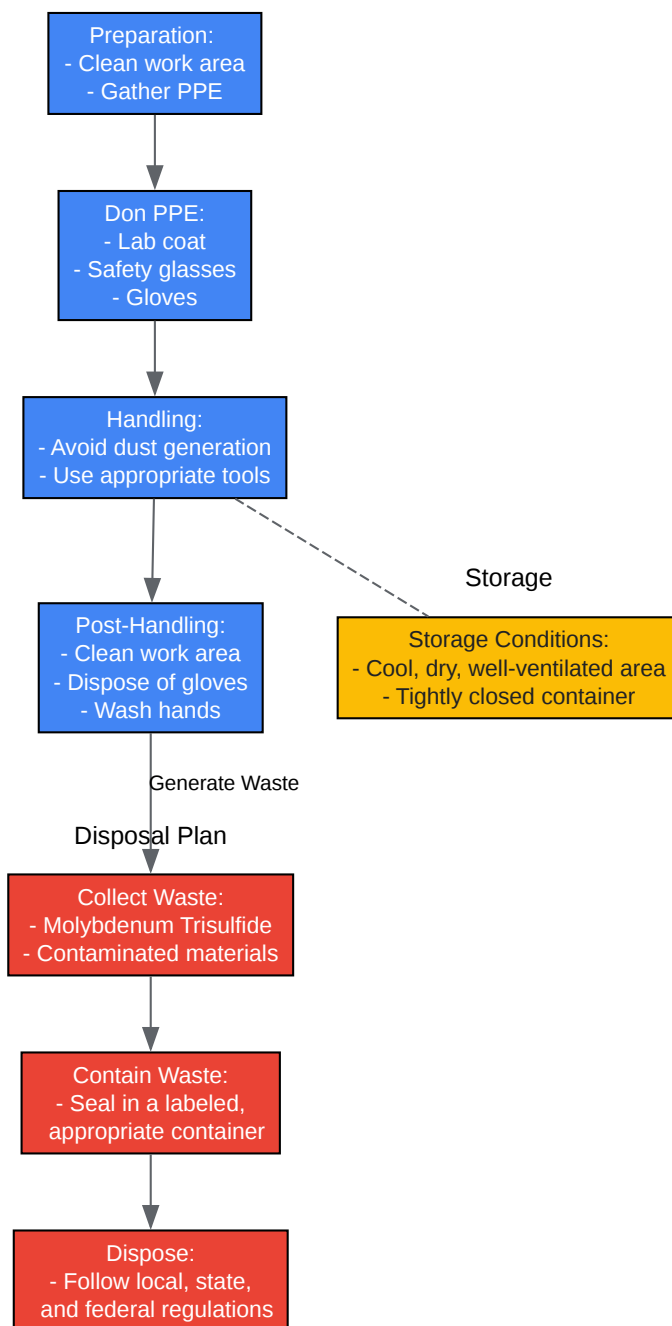 Preparation:
- Clean work area
- Gather PPE
Don PPE:
- Lab coat
- Safety glasses
- Gloves
Handling:
- Avoid dust generation
- Use appropriate tools
Storage
Post-Handling:
- Clean work area
- Dispose of gloves
- Wash hands
Storage Conditions:
- Cool, dry, well-ventilated area
- Tightly closed container
Generate Waste
Disposal Plan
Collect Waste:
- Molybdenum Trisulfide
- Contaminated materials
Contain Waste:
- Seal in a labeled,
appropriate container
Dispose:
- Follow local, state,
and federal regulations